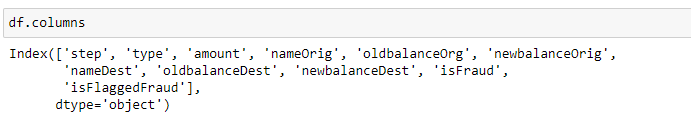 df.columns
Index(['step', 'type', 'amount', 'nameOrig', 'oldbalanceOrg', 'newbalanceOrig',
       'nameDest', 'oldbalanceDest', 'newbalanceDest', 'isFraud',
       'isFlaggedFraud'],
      dtype='object')